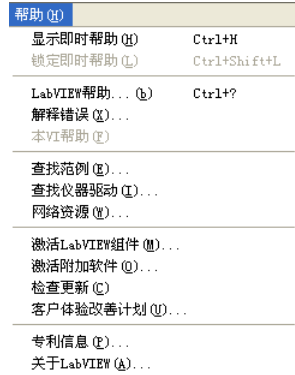 帮助(H)
显示即时帮助(H) Ctrl+H
锁定即时帮助(L) Ctrl+Shift+L
LabVIEW帮助...(b) Ctrl+?
解释错误(X)...
本VI帮助(F)
查找范例(E)...
查找仪器驱动(I)...
网络资源(W)...
激活LabVIEW组件(M)...
激活附加软件(O)...
检查更新(C)
客户体验改善计划(U)...
专利信息(P)...
关于LabVIEW(A)...